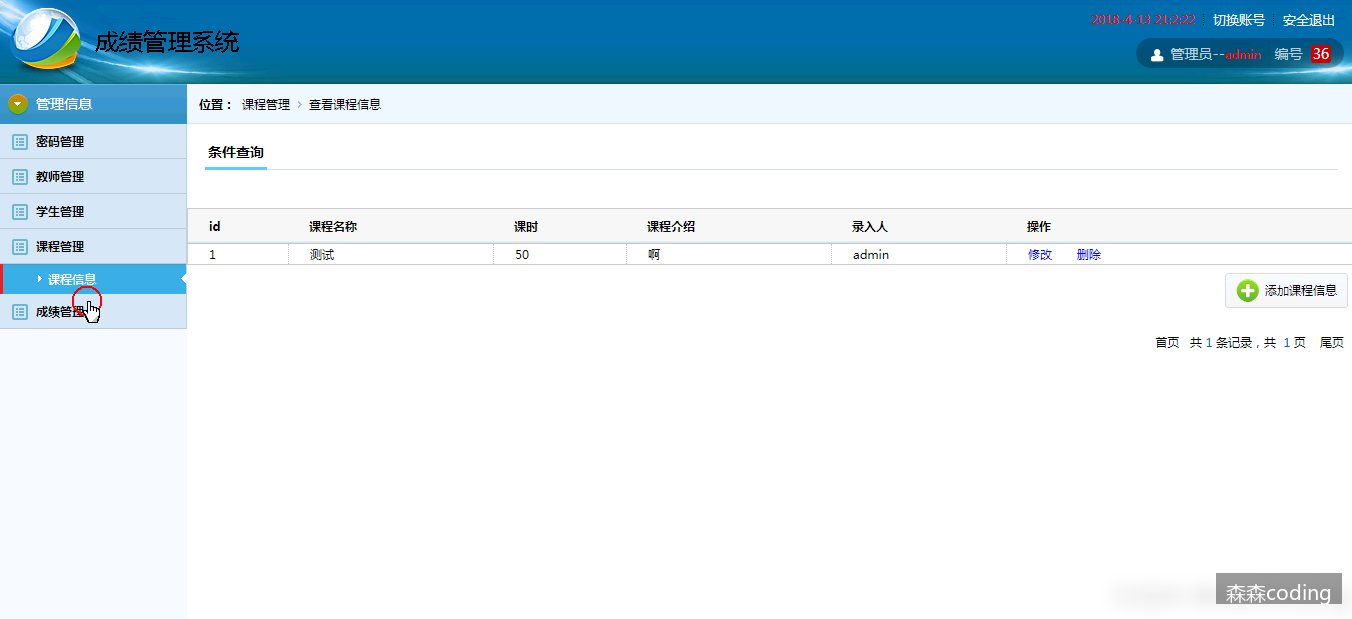 2018-4-13 21:2:22 切换账号 安全退出
成绩管理系统
管理员--admin 编号 36
管理信息
位置： 课程管理 › 查看课程信息
密码管理
条件查询
教师管理
学生管理
id 课程名称 课时 课程介绍 录入人 操作
课程管理
1 测试 50 啊 admin 修改 删除
课程信息
添加课程信息
成绩管理
首页 共 1 条记录，共 1 页 尾页
森森coding